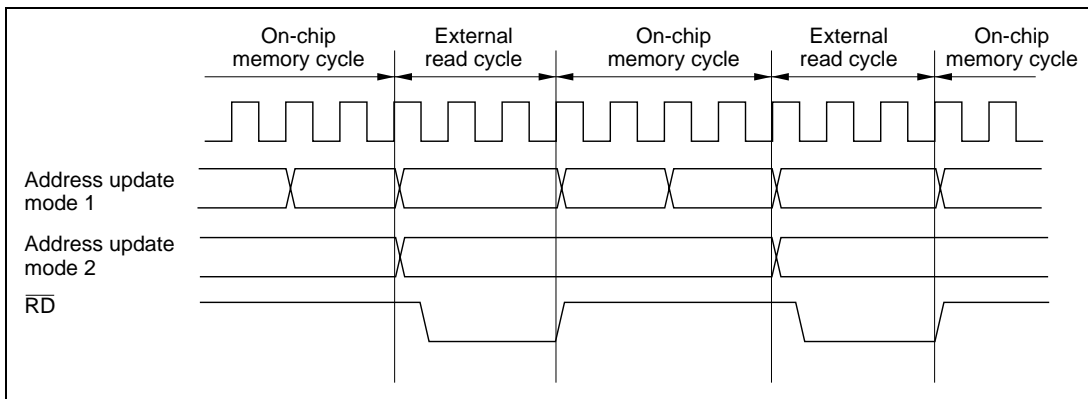 On-chip
memory cycle
External
read cycle
On-chip
memory cycle
External
read cycle
On-chip
memory cycle
Address update
mode 1
Address update
mode 2
RD